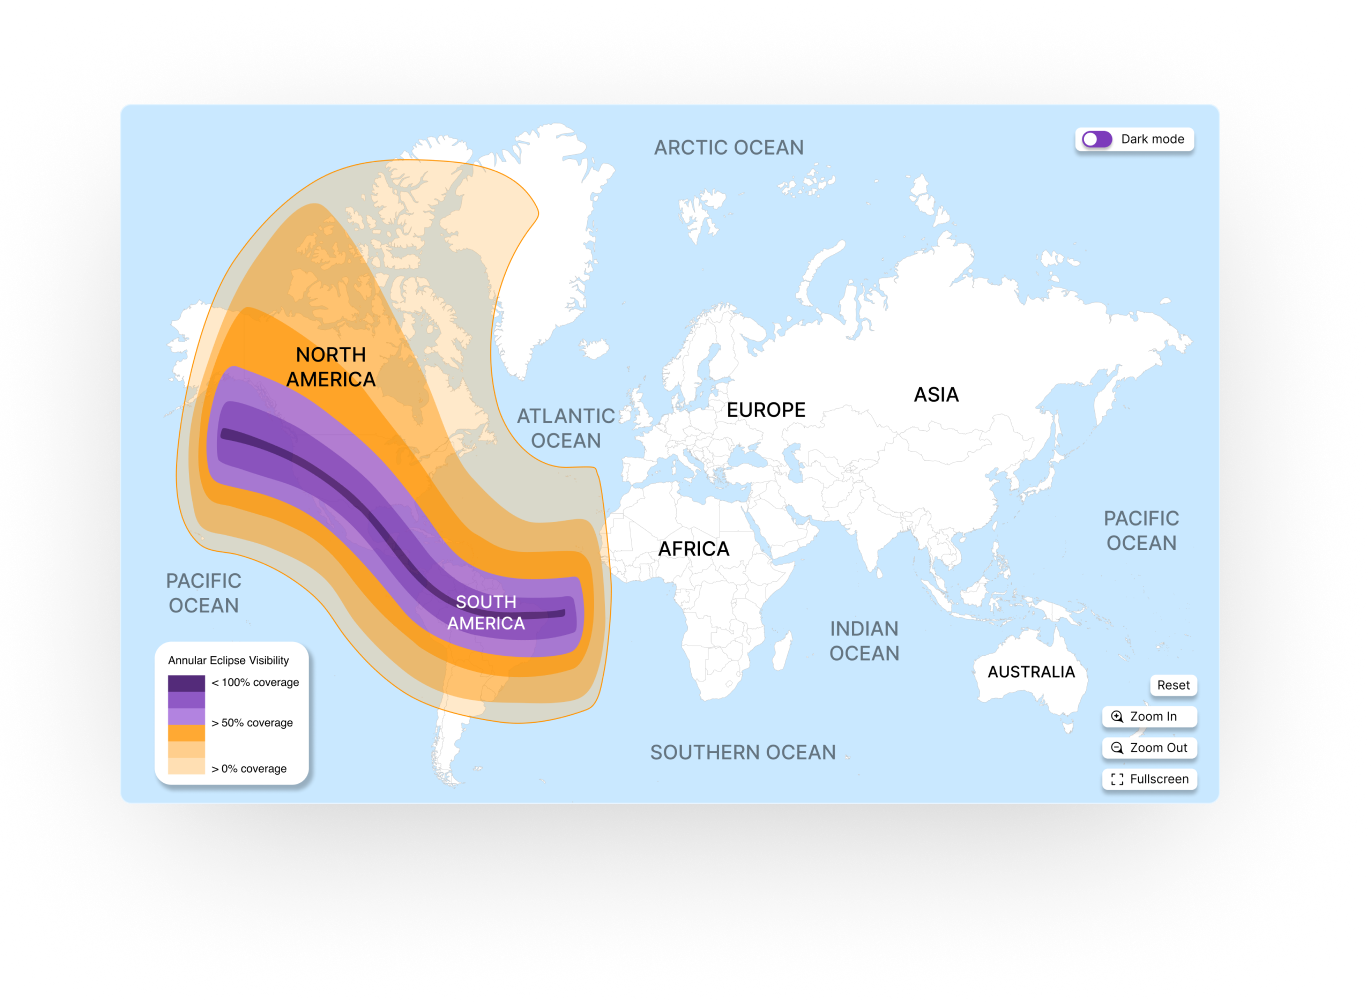 ARCTIC OCEAN
Dark mode
NORTH
AMERICA
ASIA
EUROPE
ATLANTIC
OCEAN
PACIFIC
OCEAN
AFRICA
PACIFIC
OCEAN
SOUTH
AMERICA
INDIAN
OCEAN
AUSTRALIA
Annular Eclipse Visibility
< 100% coverage
> 50% coverage
> 0% coverage
SOUTHERN OCEAN
Reset
Zoom In
Zoom Out
Fullscreen